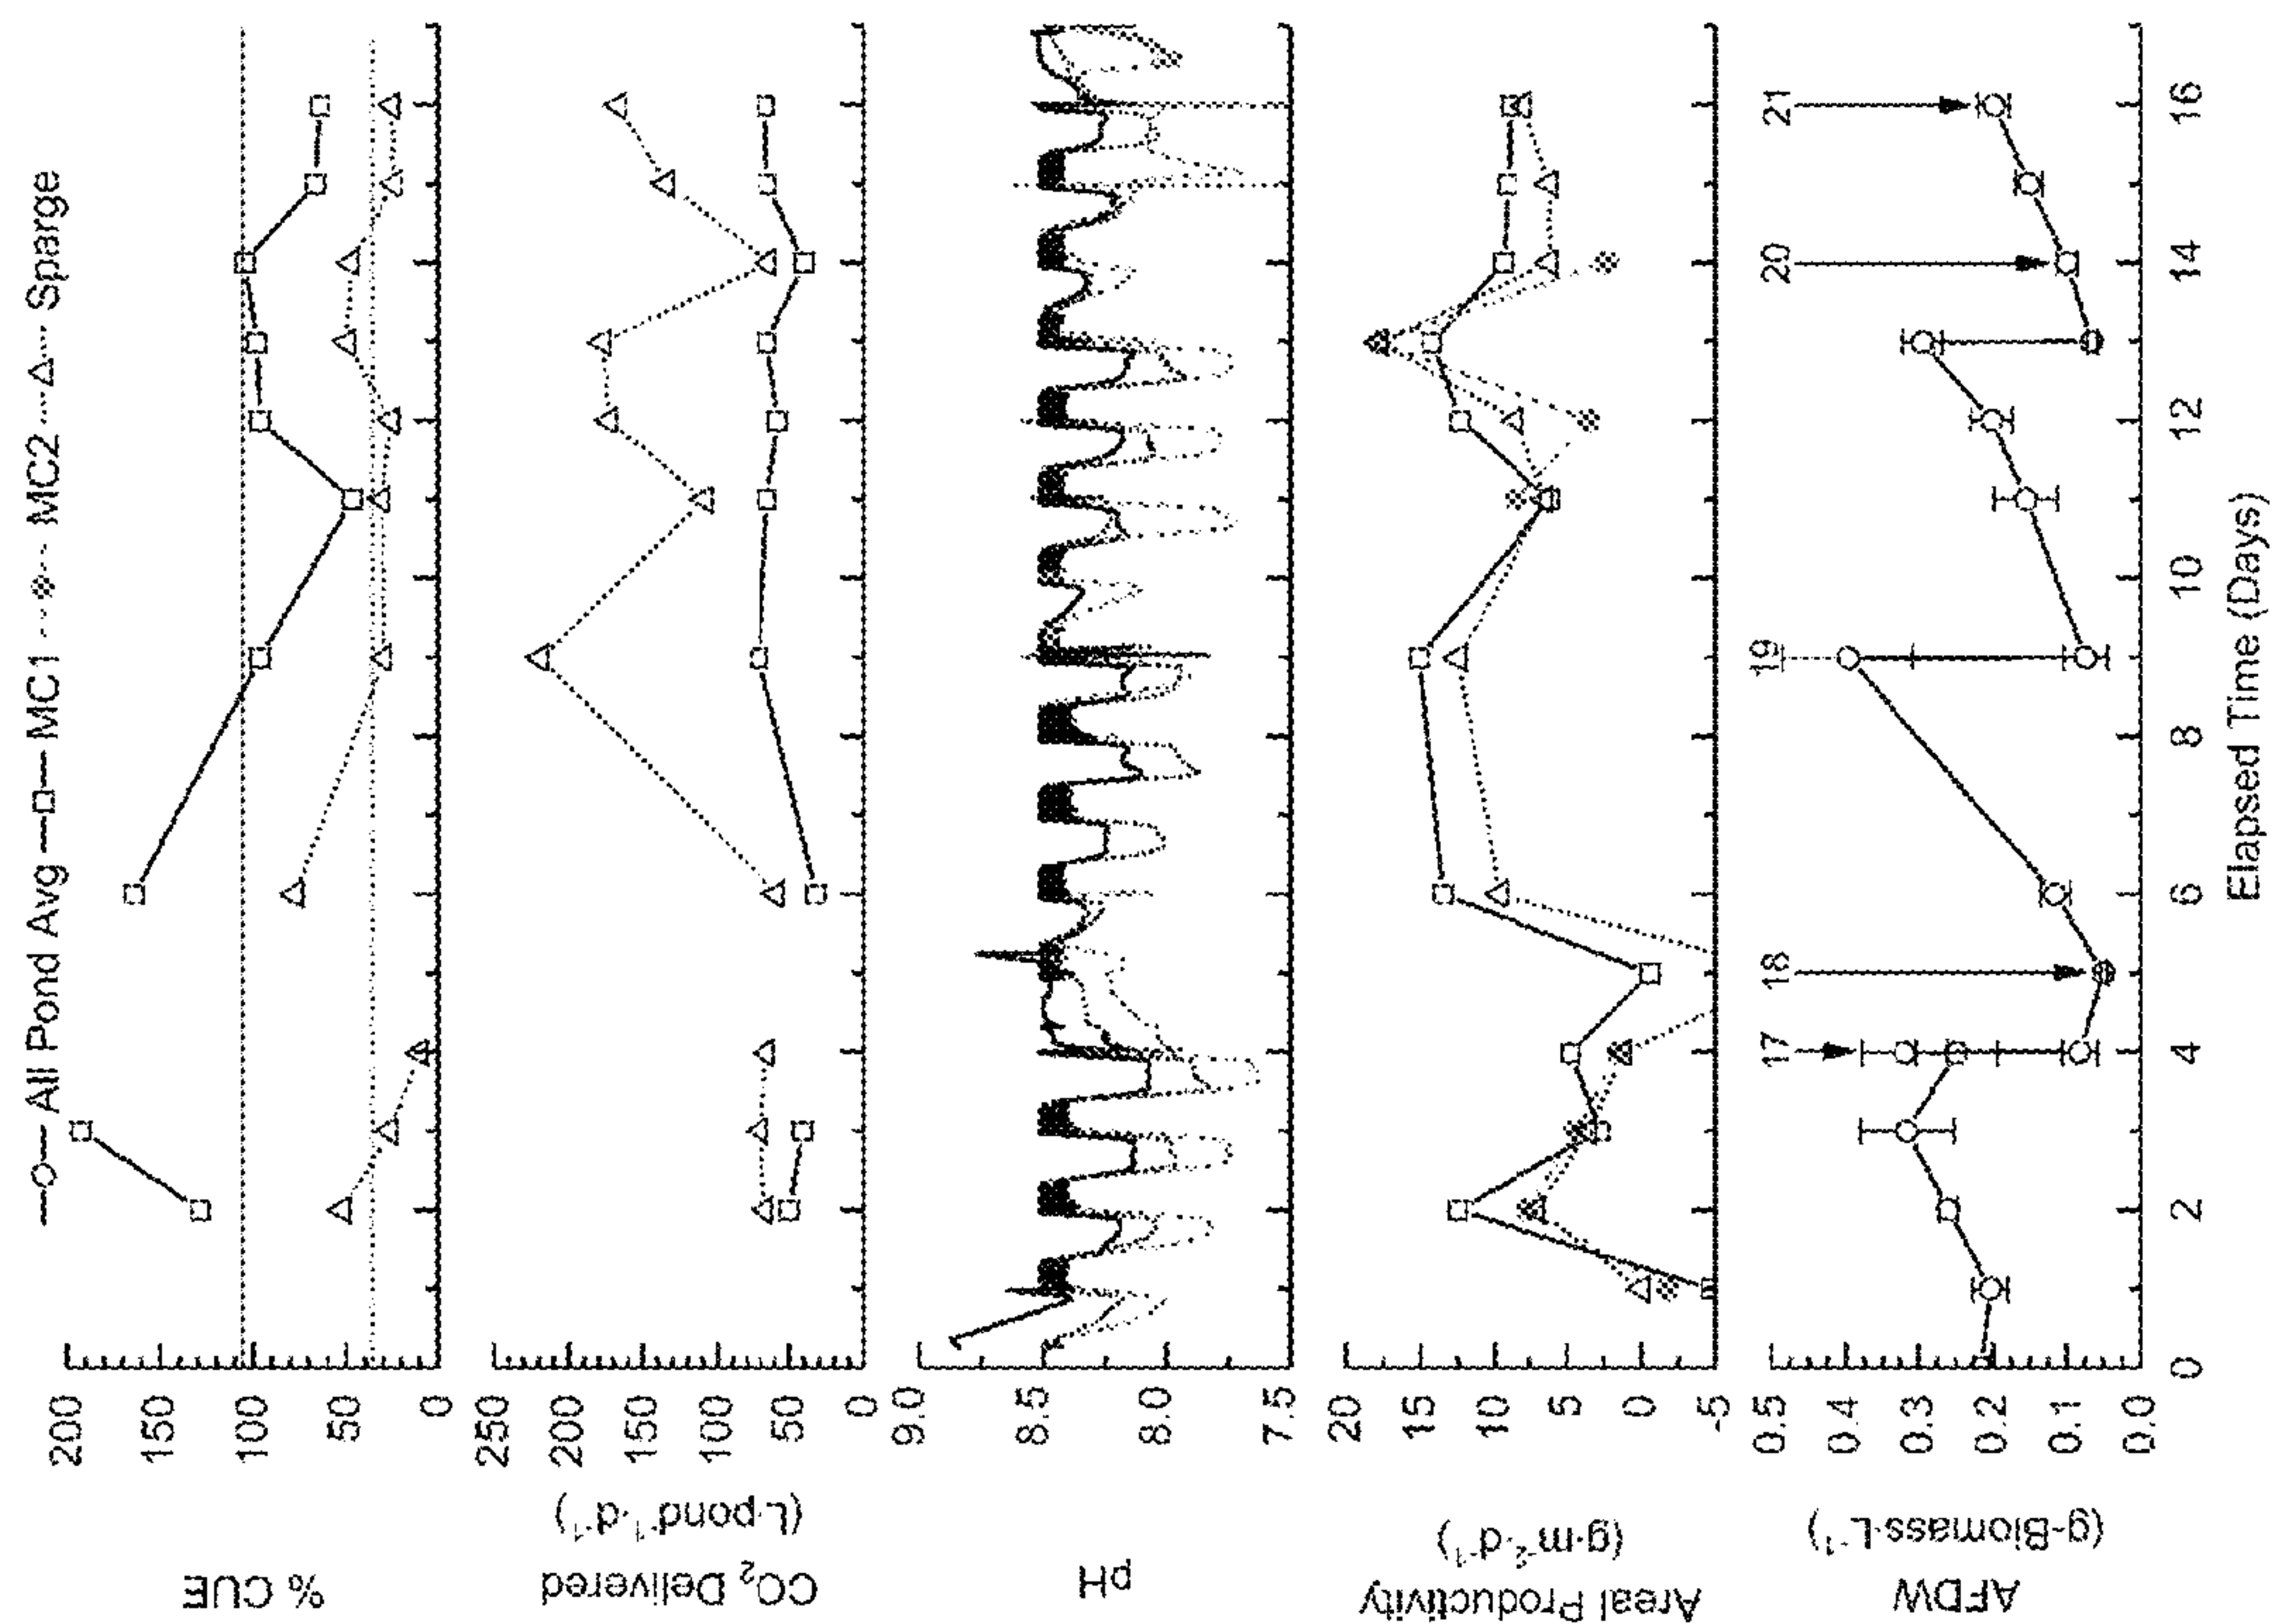 —○— All Pond Avg —□— MC1 ··※·· MC2 ···△··· Sparge
% CUE
200
150
100
50
0
CO₂ Delivered
(L·pond⁻¹·d⁻¹)
250
200
150
100
50
0
pH
9.0
8.5
8.0
7.5
Areal Productivity
(g·m⁻²·d⁻¹)
20
15
10
5
0
-5
AFDW
(g-Biomass·L⁻¹)
0.5
0.4
0.3
0.2
0.1
0.0
17
18
19
20
21
0 2 4 6 8 10 12 14 16
Elapsed Time (Days)